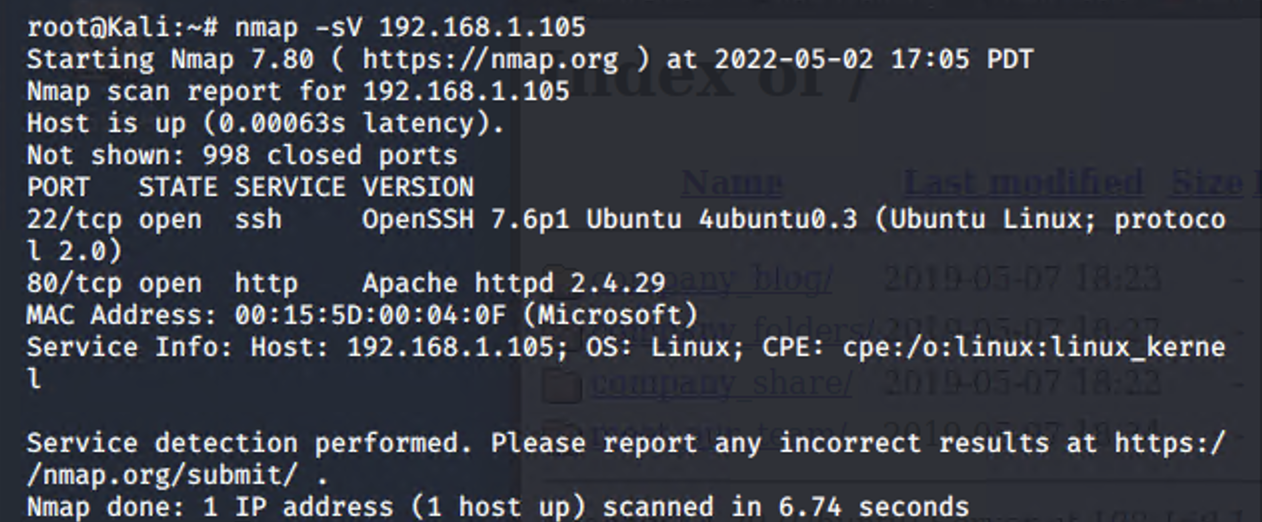 root@Kali:~# nmap -sV 192.168.1.105
Starting Nmap 7.80 ( https://nmap.org ) at 2022-05-02 17:05 PDT
Nmap scan report for 192.168.1.105
Host is up (0.00063s latency).
Not shown: 998 closed ports
PORT   STATE SERVICE VERSION
22/tcp open  ssh     OpenSSH 7.6p1 Ubuntu 4ubuntu0.3 (Ubuntu Linux; protoco
l 2.0)
80/tcp open  http    Apache httpd 2.4.29
MAC Address: 00:15:5D:00:04:0F (Microsoft)
Service Info: Host: 192.168.1.105; OS: Linux; CPE: cpe:/o:linux:linux_kerne
l
Service detection performed. Please report any incorrect results at https:/
/nmap.org/submit/ .
Nmap done: 1 IP address (1 host up) scanned in 6.74 seconds
Index of /
Name Last modified Size
company_blog/ 2019-05-07 18:23 -
company_folders/ 2019-05-07 18:27 -
company_share/ 2019-05-07 18:22 -
meet_our_team/ 2019-05-07 18:34 -